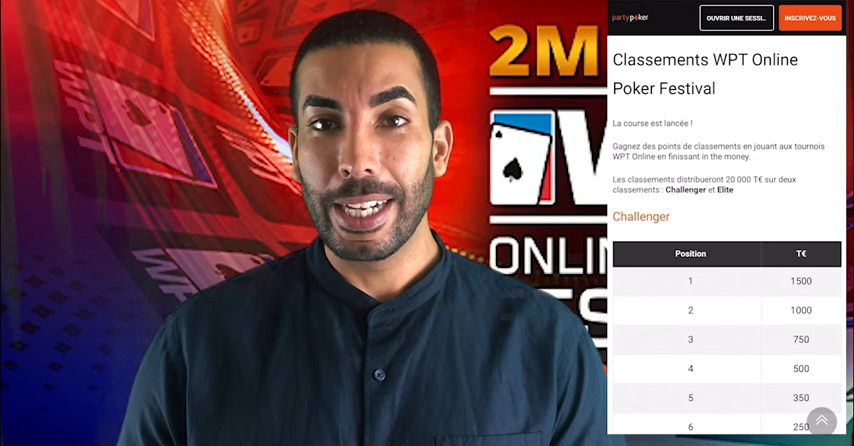 WPT
WPT
2M
ONLIN
ES
partypoker
OUVRIR UNE SESSI..
INSCRIVEZ-VOUS
Classements WPT Online
Poker Festival
La course est lancée !
Gagnez des points de classements en jouant aux tournois
WPT Online en finissant in the money.
Les classements distribueront 20 000 T€ sur deux
classements : Challenger et Elite
Challenger
Position T€
1 1500
2 1000
3 750
4 500
5 350
6 250